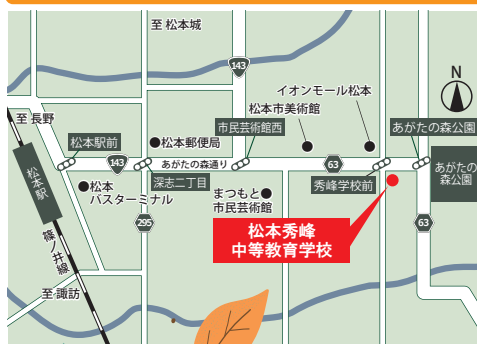 至 松本城
143
N
イオンモール松本
松本市美術館
至 長野
松本駅前
松本郵便局
市民芸術館西
あがたの森公園
143
あがたの森通り
63
松本駅
松本
バスターミナル
深志二丁目
まつもと
市民芸術館
秀峰学校前
あがたの
森公園
295
松本秀峰
中等教育学校
63
篠ノ井線
至 諏訪